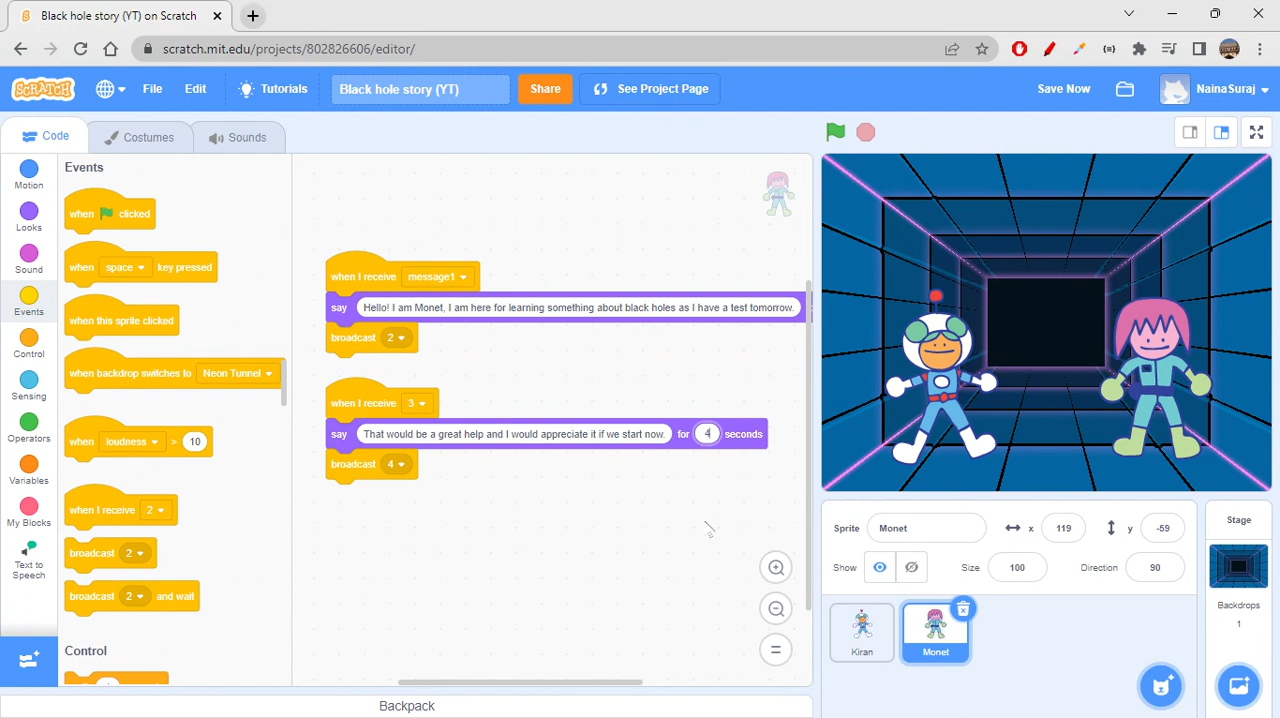 Black hole story (YT) on Scratch
scratch.mit.edu/projects/802826606/editor/
SCRATCH
File
Edit
Tutorials
Black hole story (YT)
Share
See Project Page
Save Now
NainaSuraj
Code
Costumes
Sounds
Motion
Looks
Sound
Events
Control
Sensing
Operators
Variables
My Blocks
Text to
Speech
Events
when clicked
when space key pressed
when this sprite clicked
when backdrop switches to Neon Tunnel
when loudness > 10
when I receive 2
broadcast 2
broadcast 2 and wait
Control
when I receive message1
say Hello! I am Monet, I am here for learning something about black holes as I have a test tomorrow.
broadcast 2
when I receive 3
say That would be a great help and I would appreciate it if we start now. for 4 seconds
broadcast 4
Backpack
Sprite Monet x 119 y -59
Show Size 100 Direction 90
Kiran
Monet
Stage
Backdrops
1